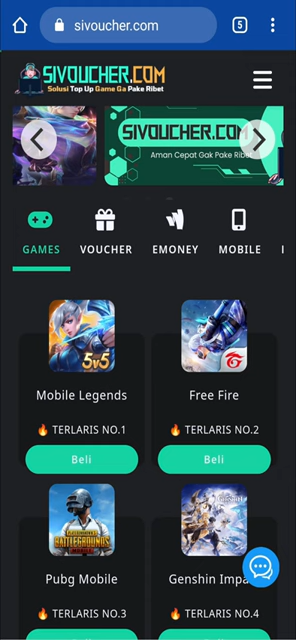 sivoucher.com
5
SIVOUCHER.COM
Solusi Top Up Game Ga Pake Ribet
SIVOUCHER.COM
Aman Cepat Gak Pake Ribet
GAMES
VOUCHER
EMONEY
MOBILE
5v5
Mobile Legends
Free Fire
TERLARIS NO.1
TERLARIS NO.2
Beli
Beli
BATTLEGROUNDS
Pubg Mobile
Genshin Impa
TERLARIS NO.3
TERLARIS NO.4